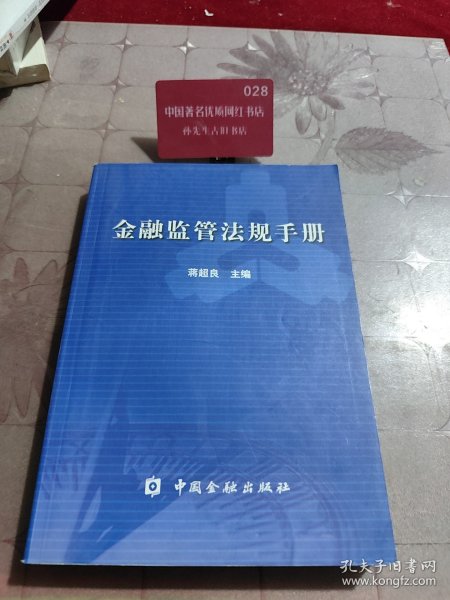 028
中国著名优质网红书店
孙先生古旧书店
金融监管法规手册
蒋超良 主编
中国金融出版社
孔夫子旧书网
www.kongfz.com